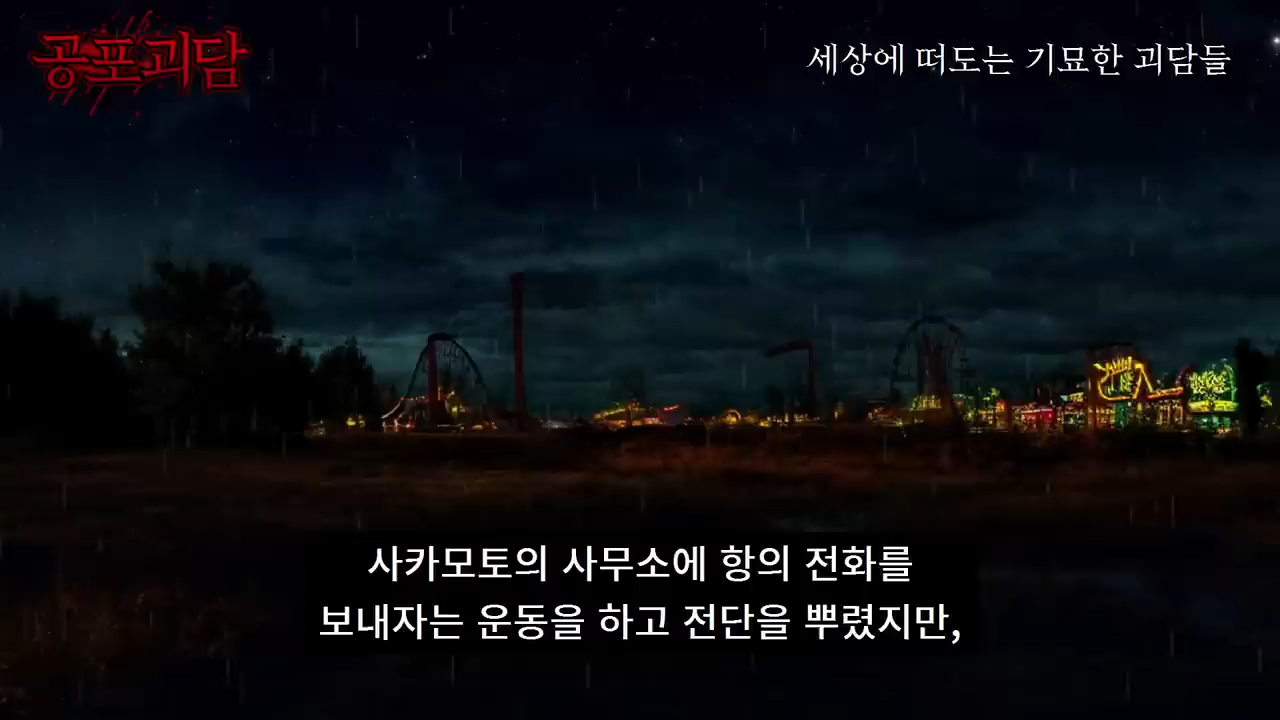 공포괴담
세상에 떠도는 기묘한 괴담들
사카모토의 사무소에 항의 전화를
보내자는 운동을 하고 전단을 뿌렸지만,